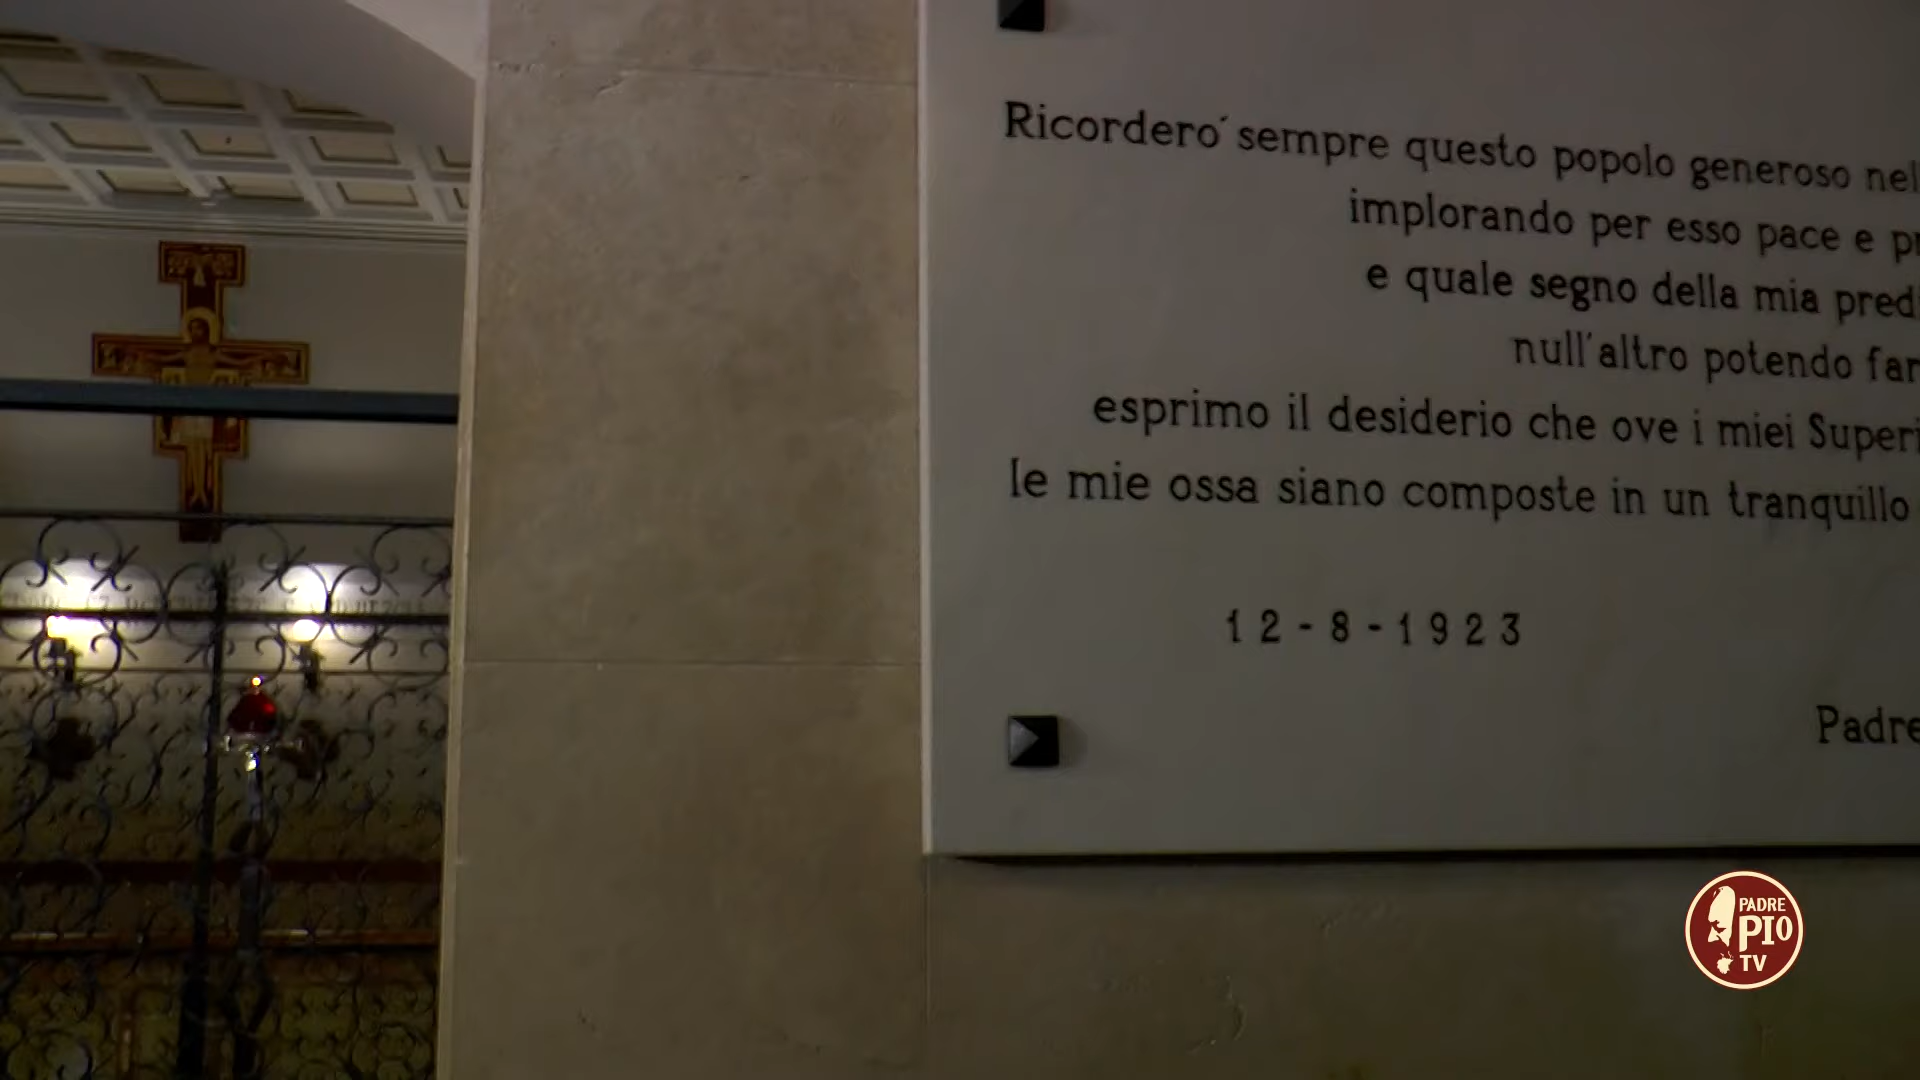 Ricordero´ sempre questo popolo generoso nel
implorando per esso pace e
e quale segno della mia
null'altro potendo
esprimo il desiderio che ove i miei
le mie ossa siano composte in un tranquillo
12-8-1923
Padre
PADRE
PIO
TV